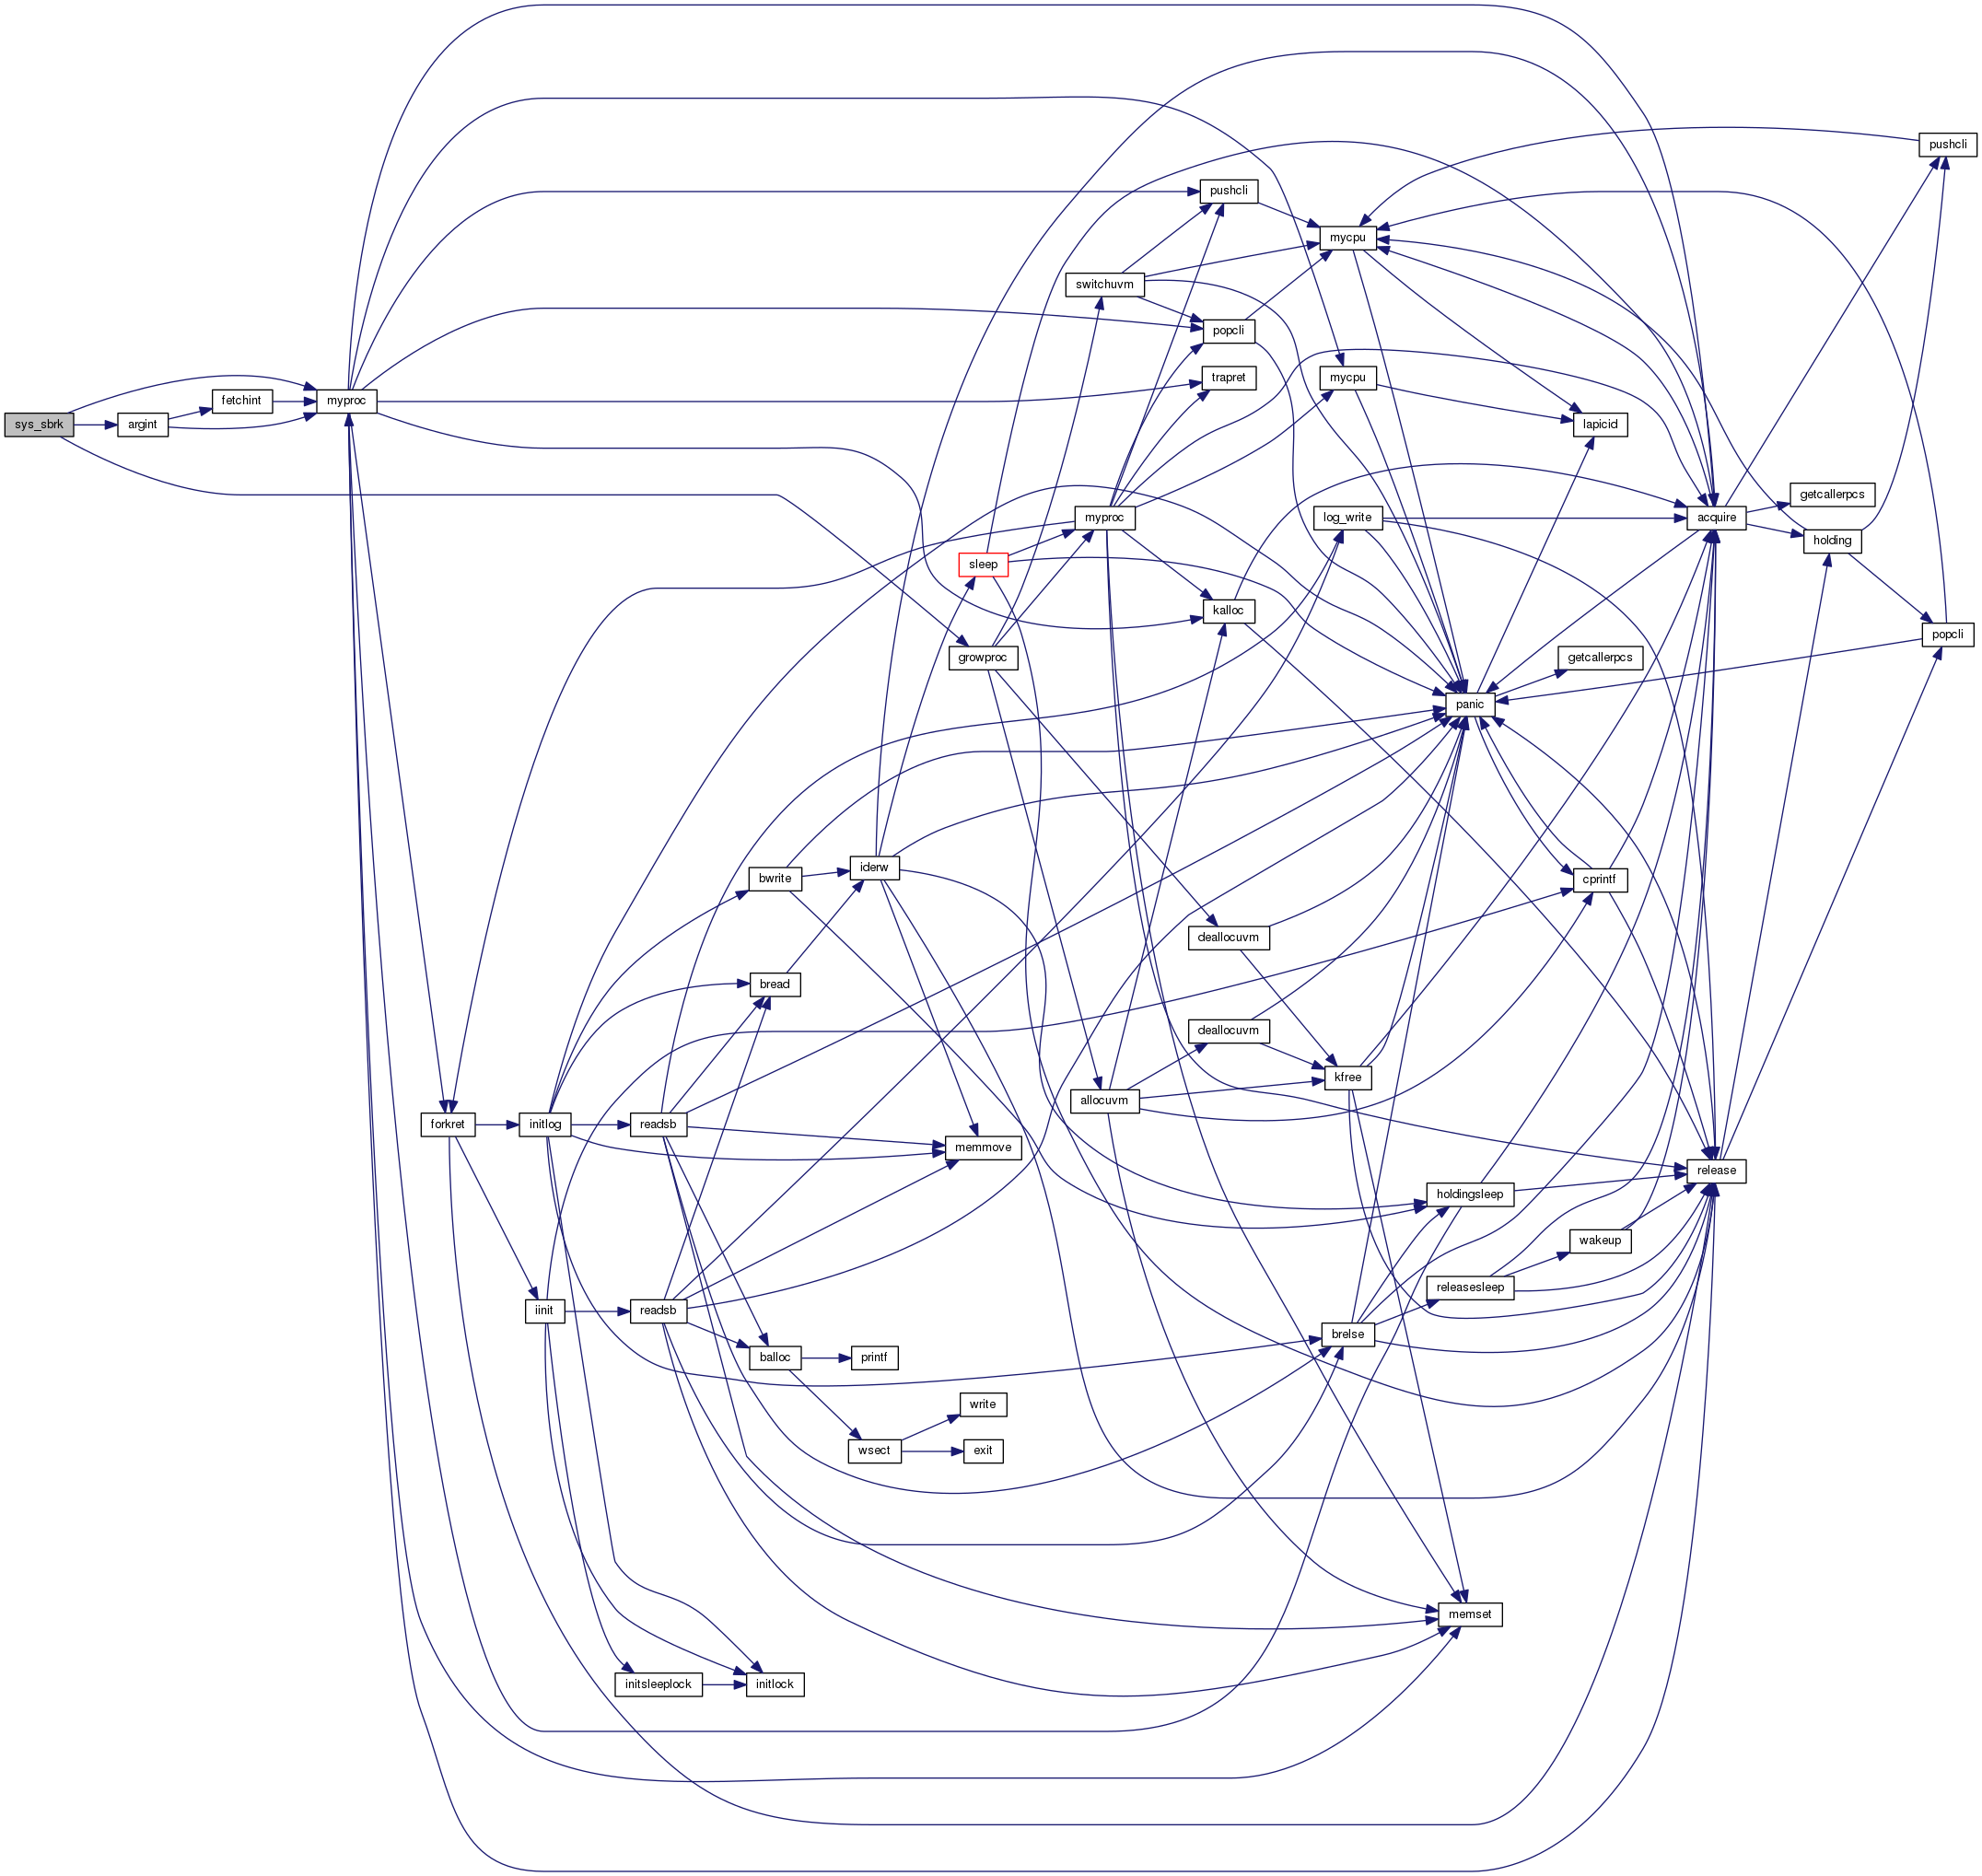 pushcli
pushcli
mycpu
switchuvm
popcli
trapret
mycpu
fetchint
myproc
sys_sbrk
argint
lapicid
getcallerpcs
myproc
log_write
acquire
holding
sleep
kalloc
popcli
growproc
getcallerpcs
panic
iderw
bwrite
cprintf
deallocuvm
bread
deallocuvm
kfree
allocuvm
forkret
initlog
readsb
memmove
release
holdingsleep
wakeup
releasesleep
iinit
readsb
brelse
balloc
printf
write
wsect
exit
memset
initsleeplock
initlock